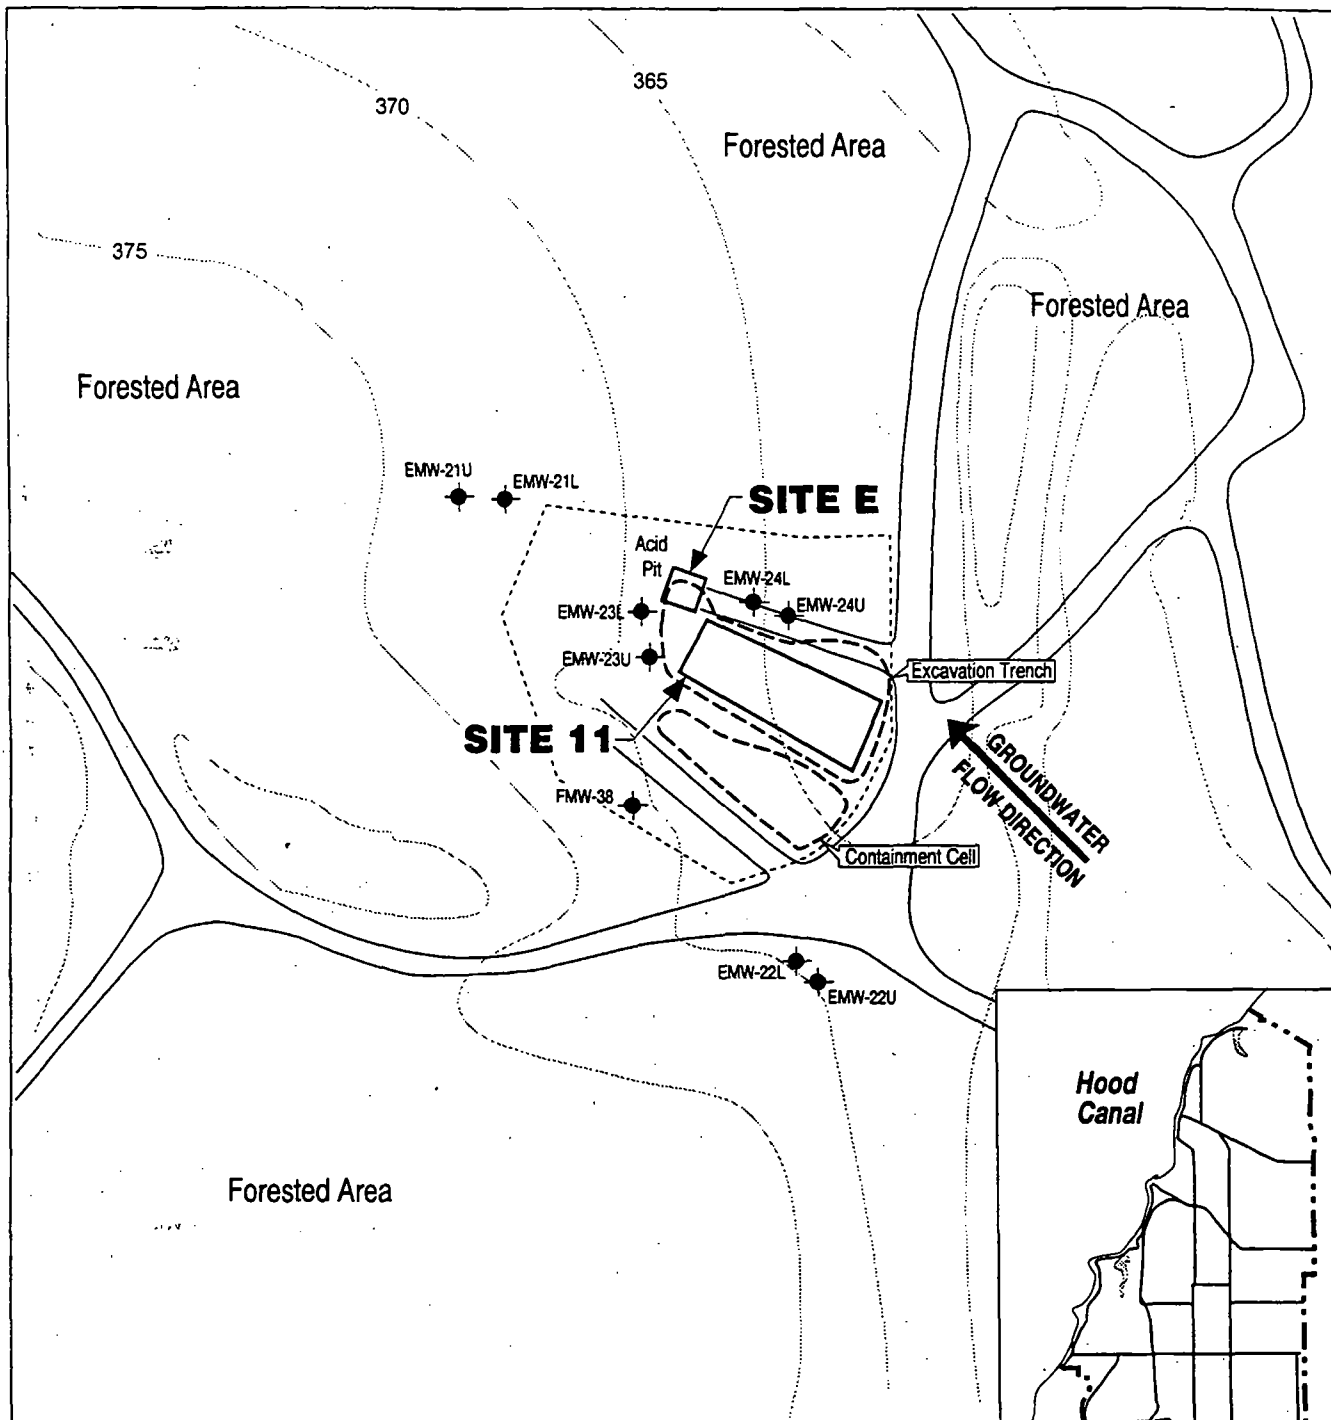 365
370
Forested Area
375
Forested Area
Forested Area
EMW-21U
EMW-21L
SITE E
Acid
Pit
EMW-24L
EMW-24U
EMW-23L
EMW-23U
Excavation Trench
SITE 11
GROUNDWATER
FLOW DIRECTION
FMW-38
Containment Cell
EMW-22L
EMW-22U
Hood
Canal
Forested Area